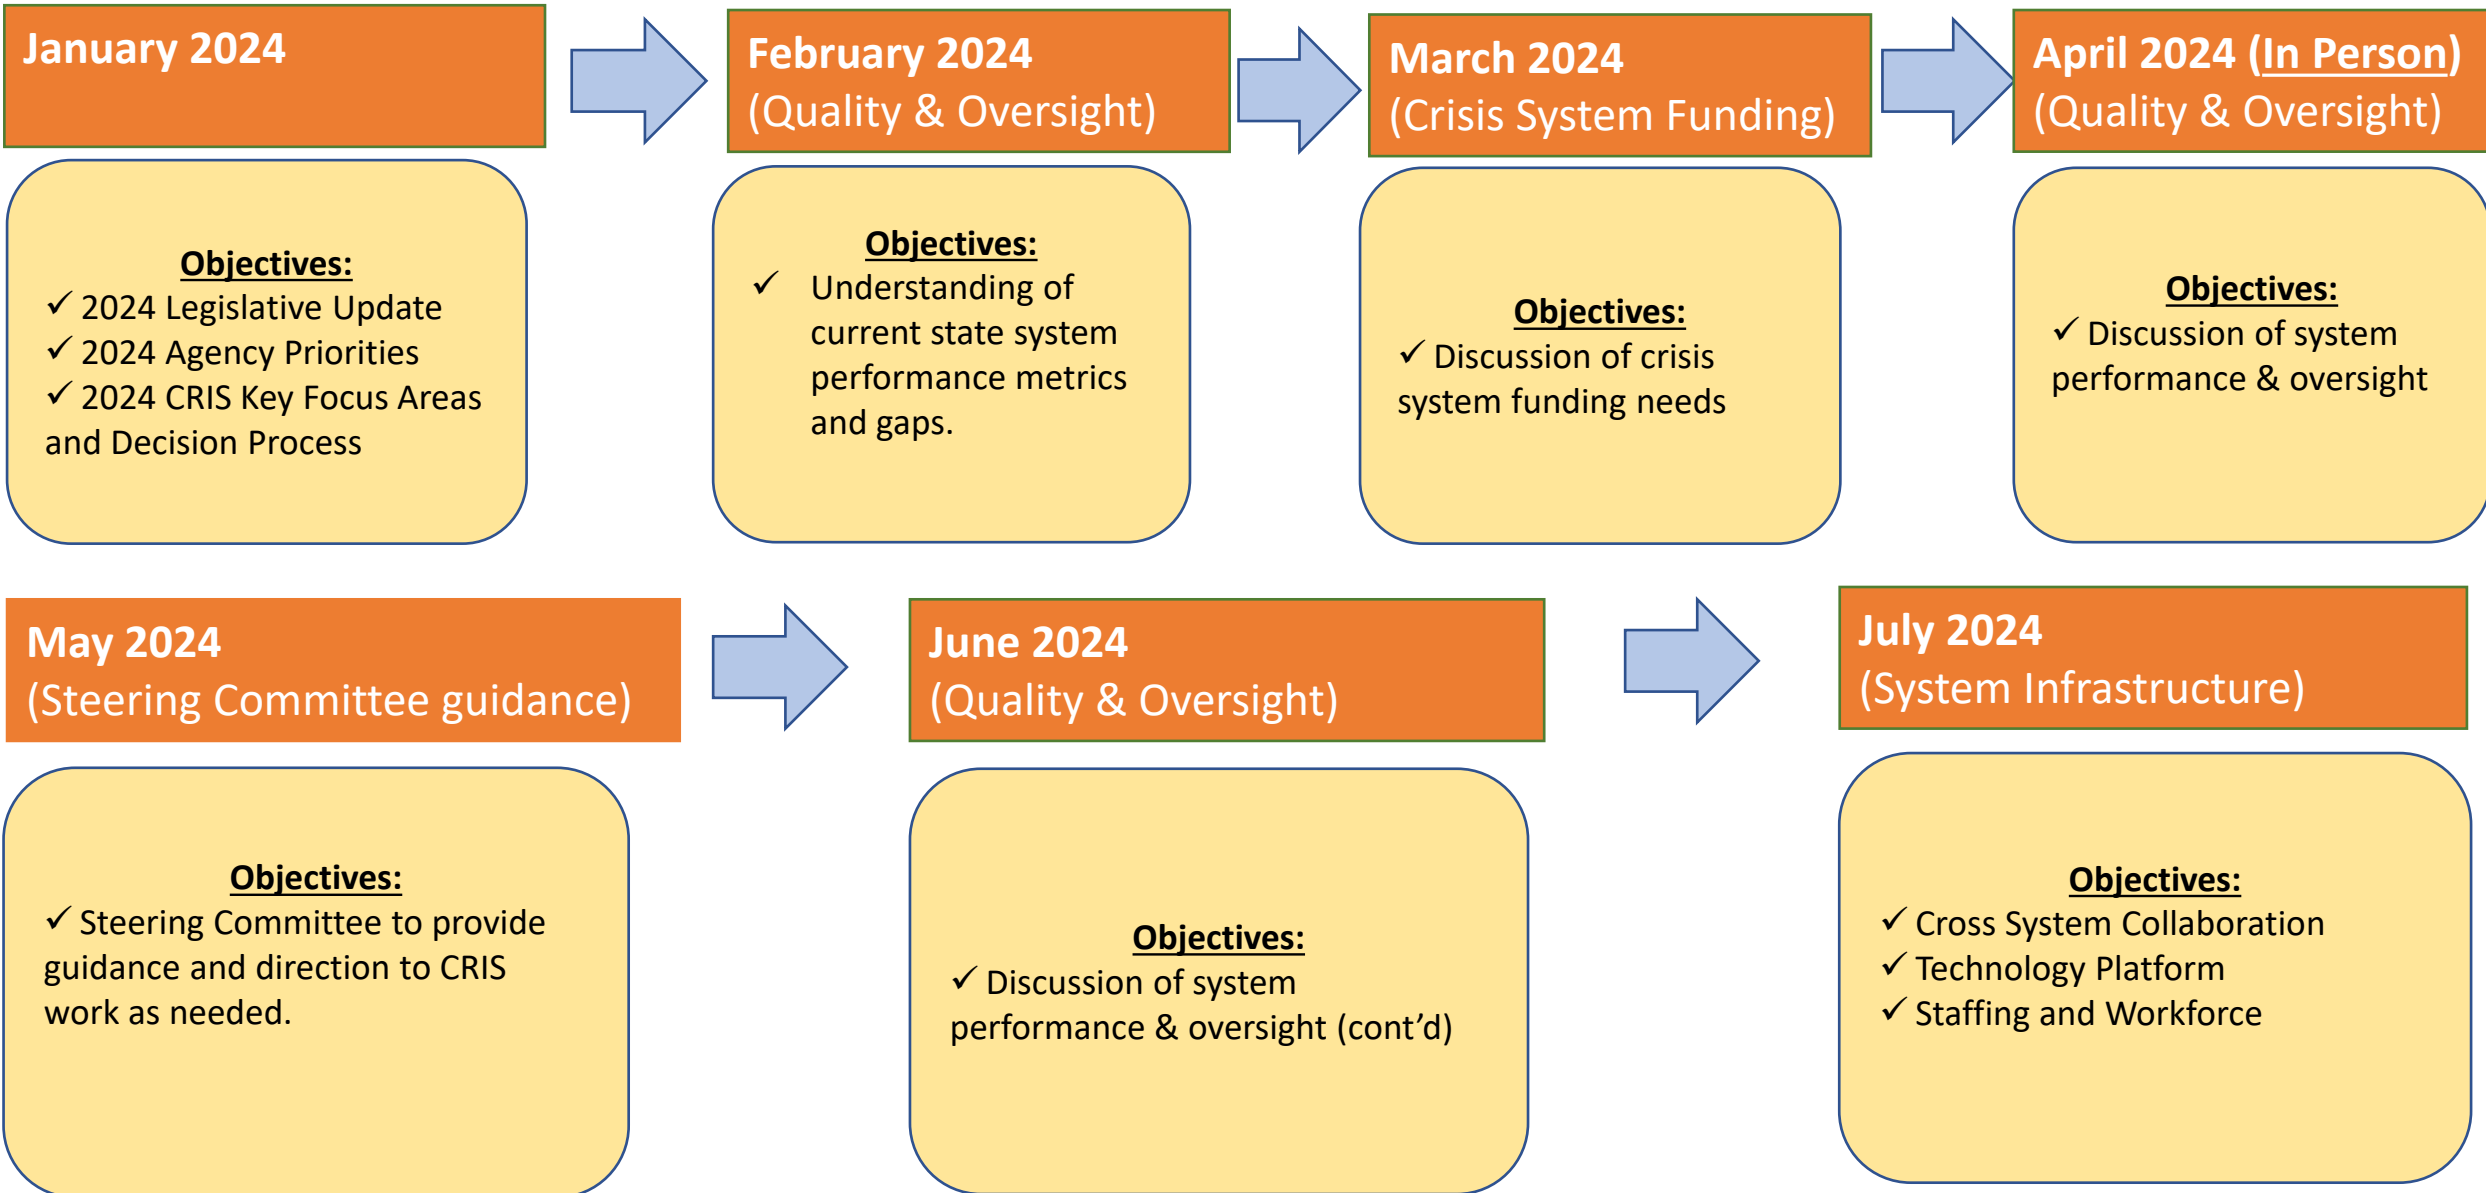 January 2024
Objectives:
✓ 2024 Legislative Update
✓ 2024 Agency Priorities
✓ 2024 CRIS Key Focus Areas
and Decision Process
February 2024
(Quality & Oversight)
Objectives:
✓ Understanding of
current state system
performance metrics
and gaps.
March 2024
(Crisis System Funding)
Objectives:
✓ Discussion of crisis
system funding needs
April 2024 (In Person)
(Quality & Oversight)
Objectives:
✓ Discussion of system
performance & oversight
May 2024
(Steering Committee guidance)
Objectives:
✓ Steering Committee to provide
guidance and direction to CRIS
work as needed.
June 2024
(Quality & Oversight)
Objectives:
✓ Discussion of system
performance & oversight (cont’d)
July 2024
(System Infrastructure)
Objectives:
✓ Cross System Collaboration
✓ Technology Platform
✓ Staffing and Workforce